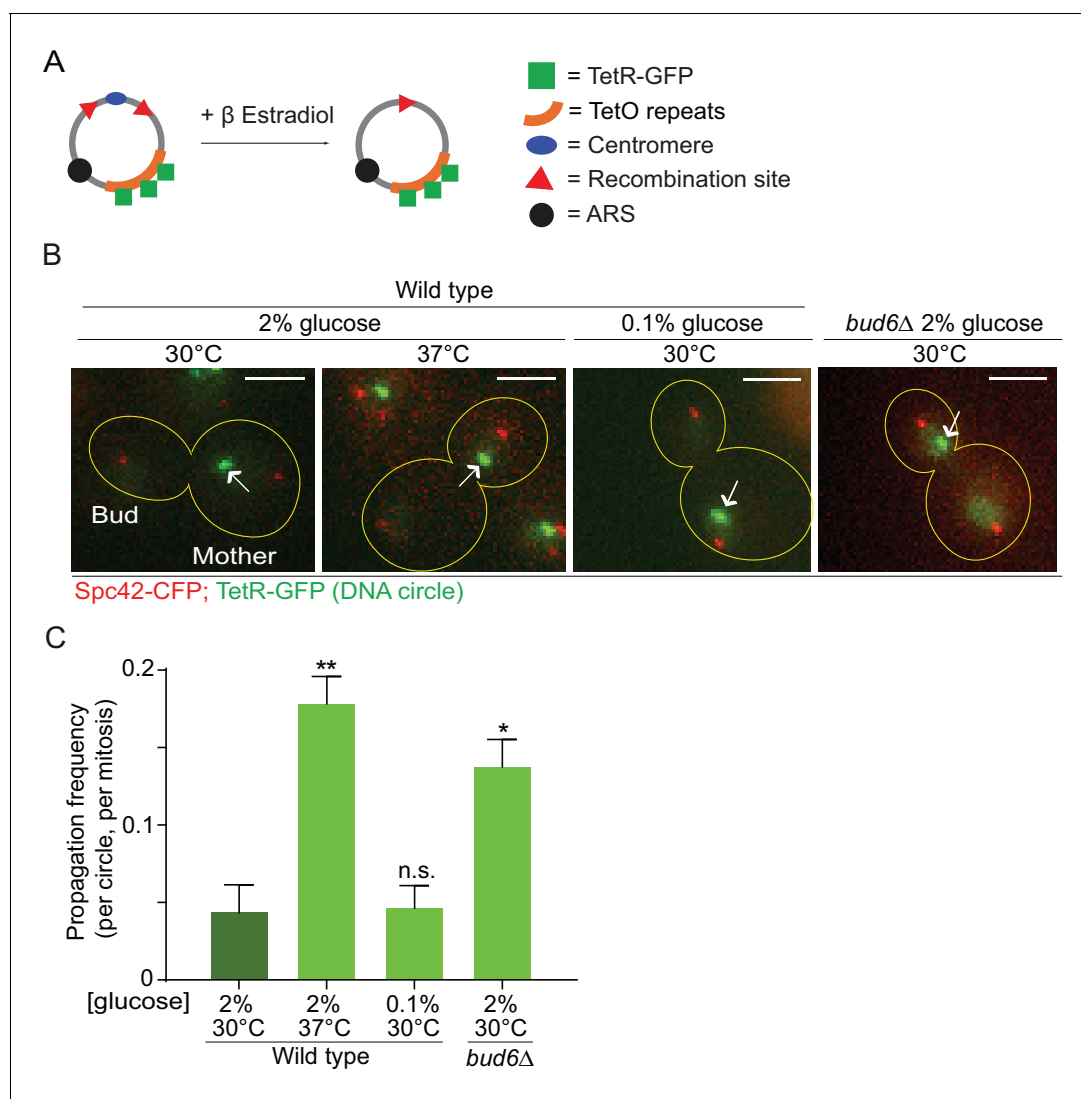 A
+ β Estradiol
= TetR-GFP
= TetO repeats
= Centromere
= Recombination site
= ARS
B
Wild type
2% glucose 0.1% glucose bud6Δ 2% glucose
30°C 37°C 30°C 30°C
Bud
Mother
Spc42-CFP; TetR-GFP (DNA circle)
C
Propagation frequency
(per circle, per mitosis)
0.2
0.1
0
**
n.s.
*
[glucose] 2% 2% 0.1% 2%
30°C 37°C 30°C 30°C
Wild type bud6Δ